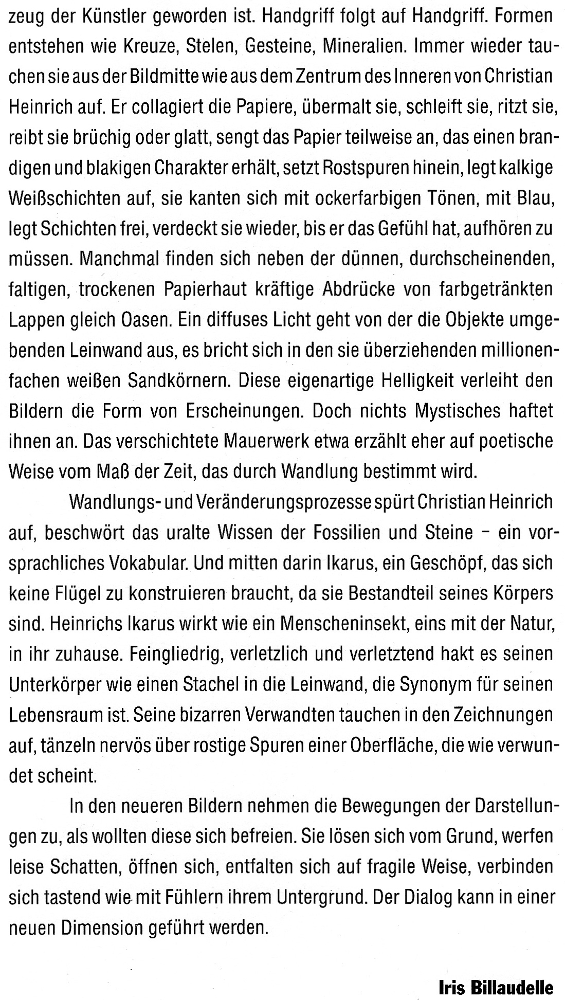 zeug der Künstler geworden ist. Handgriff folgt auf Handgriff. Formen
entstehen wie Kreuze, Stelen, Gesteine, Mineralien. Immer wieder tau-
chen sie aus der Bildmitte wie aus dem Zentrum des Inneren von Christian
Heinrich auf. Er collagiert die Papiere, übermalt sie, schleift sie, ritzt sie,
reibt sie brüchig oder glatt, sengt das Papier teilweise an, das einen bran-
digen und blakigen Charakter erhält, setzt Rostspuren hinein, legt kalkige
Weißschichten auf, sie kanten sich mit ockerfarbigen Tönen, mit Blau,
legt Schichten frei, verdeckt sie wieder, bis er das Gefühl hat, aufhören zu
müssen. Manchmal finden sich neben der dünnen, durchscheinenden,
faltigen, trockenen Papierhaut kräftige Abdrücke von farbgetränkten
Lappen gleich Oasen. Ein diffuses Licht geht von der die Objekte umge-
benden Leinwand aus, es bricht sich in den sie überziehenden millionen-
fachen weißen Sandkörnern. Diese eigenartige Helligkeit verleiht den
Bildern die Form von Erscheinungen. Doch nichts Mystisches haftet
ihnen an. Das verschichtete Mauerwerk etwa erzählt eher auf poetische
Weise vom Maß der Zeit, das durch Wandlung bestimmt wird.
Wandlungs- und Veränderungsprozesse spürt Christian Heinrich
auf, beschwört das uralte Wissen der Fossilien und Steine – ein vor-
sprachliches Vokabular. Und mitten darin Ikarus, ein Geschöpf, das sich
keine Flügel zu konstruieren braucht, da sie Bestandteil seines Körpers
sind. Heinrichs Ikarus wirkt wie ein Menscheninsekt, eins mit der Natur,
in ihr zuhause. Feingliedrig, verletzlich und verletztend hakt es seinen
Unterkörper wie einen Stachel in die Leinwand, die Synonym für seinen
Lebensraum ist. Seine bizarren Verwandten tauchen in den Zeichnungen
auf, tänzeln nervös über rostige Spuren einer Oberfläche, die wie verwun-
det scheint.
In den neueren Bildern nehmen die Bewegungen der Darstellun-
gen zu, als wollten diese sich befreien. Sie lösen sich vom Grund, werfen
leise Schatten, öffnen sich, entfalten sich auf fragile Weise, verbinden
sich tastend wie mit Fühlern ihrem Untergrund. Der Dialog kann in einer
neuen Dimension geführt werden.
Iris Billaudelle